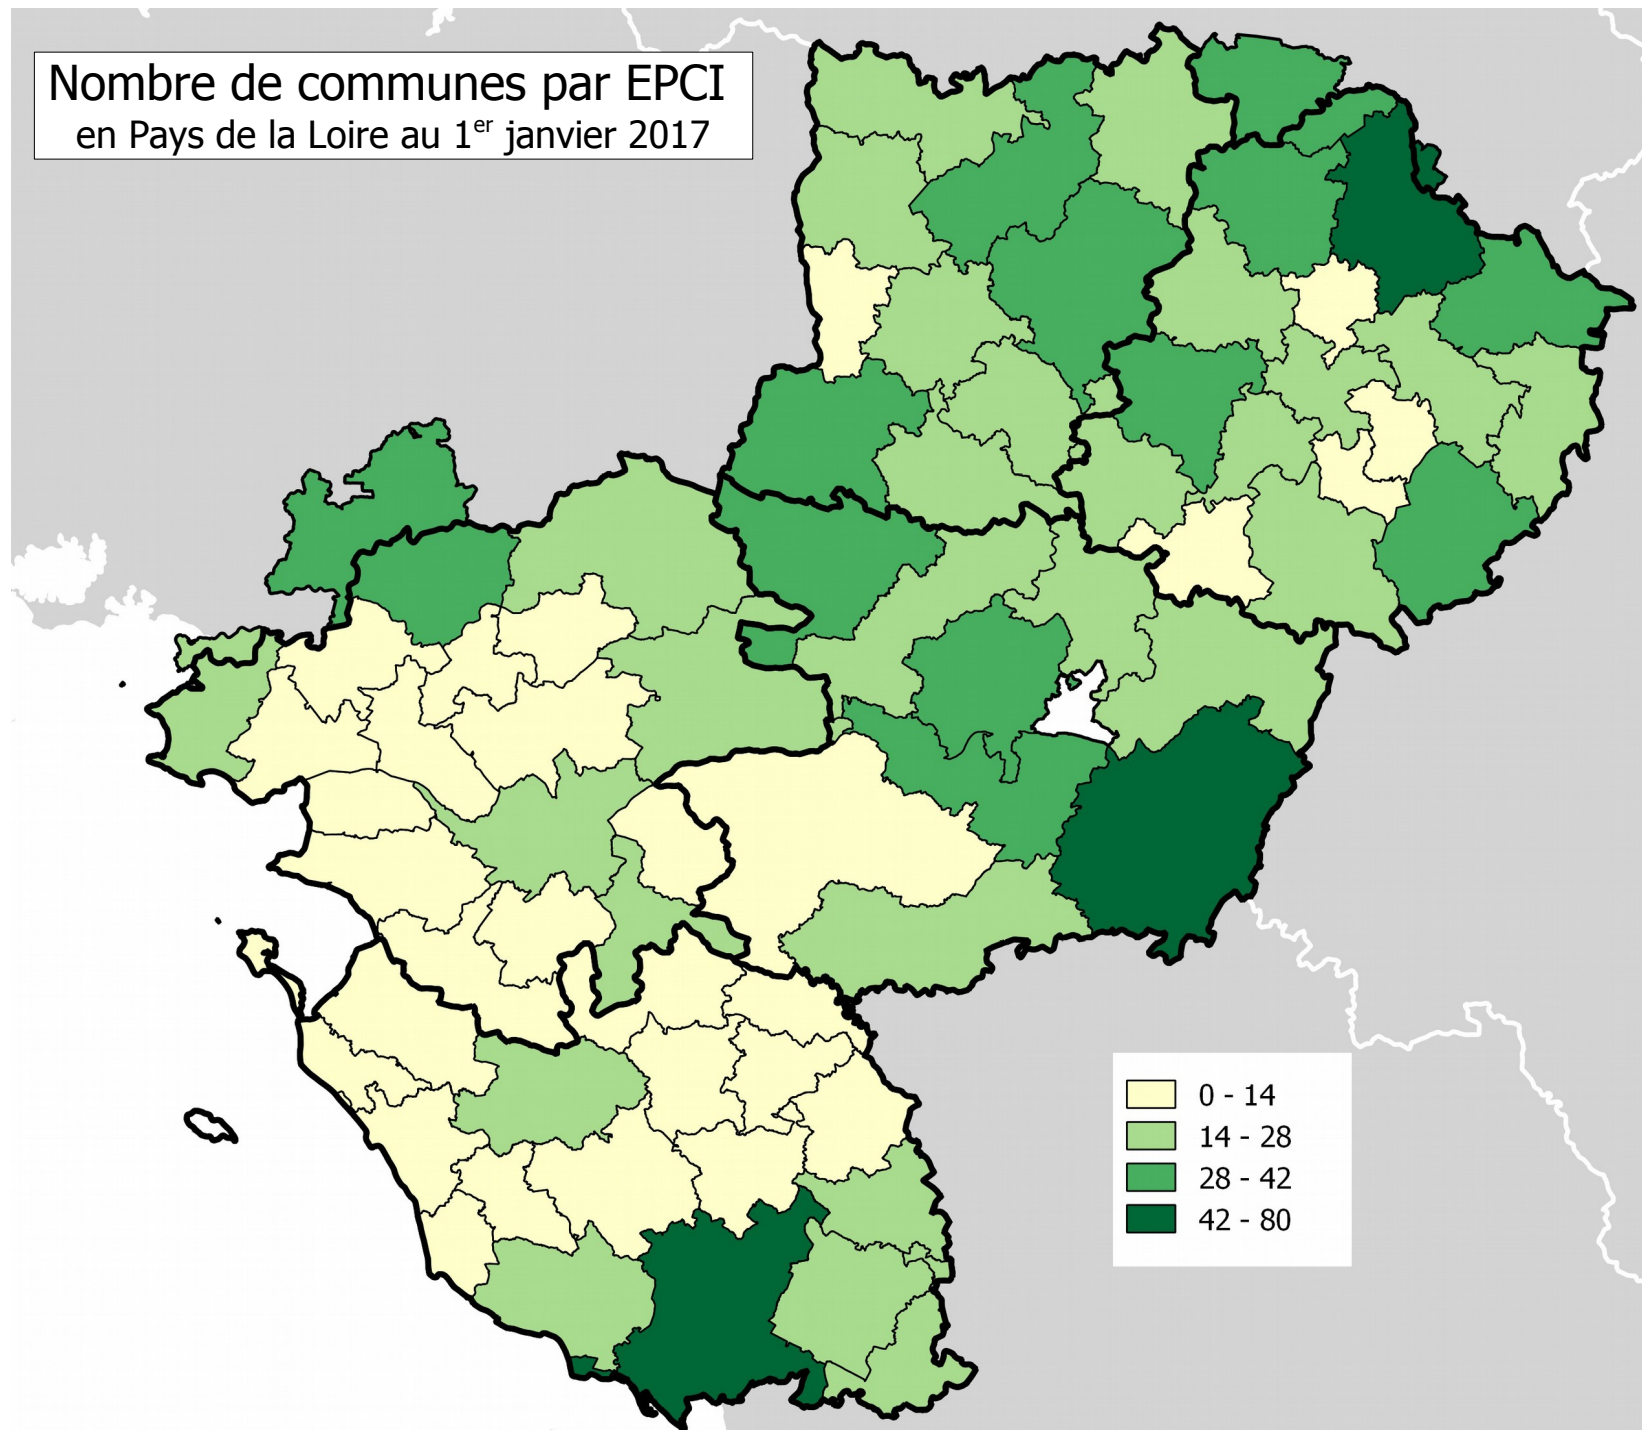 Nombre de communes par EPCI
en Pays de la Loire au 1er janvier 2017
0 - 14
14 - 28
28 - 42
42 - 80